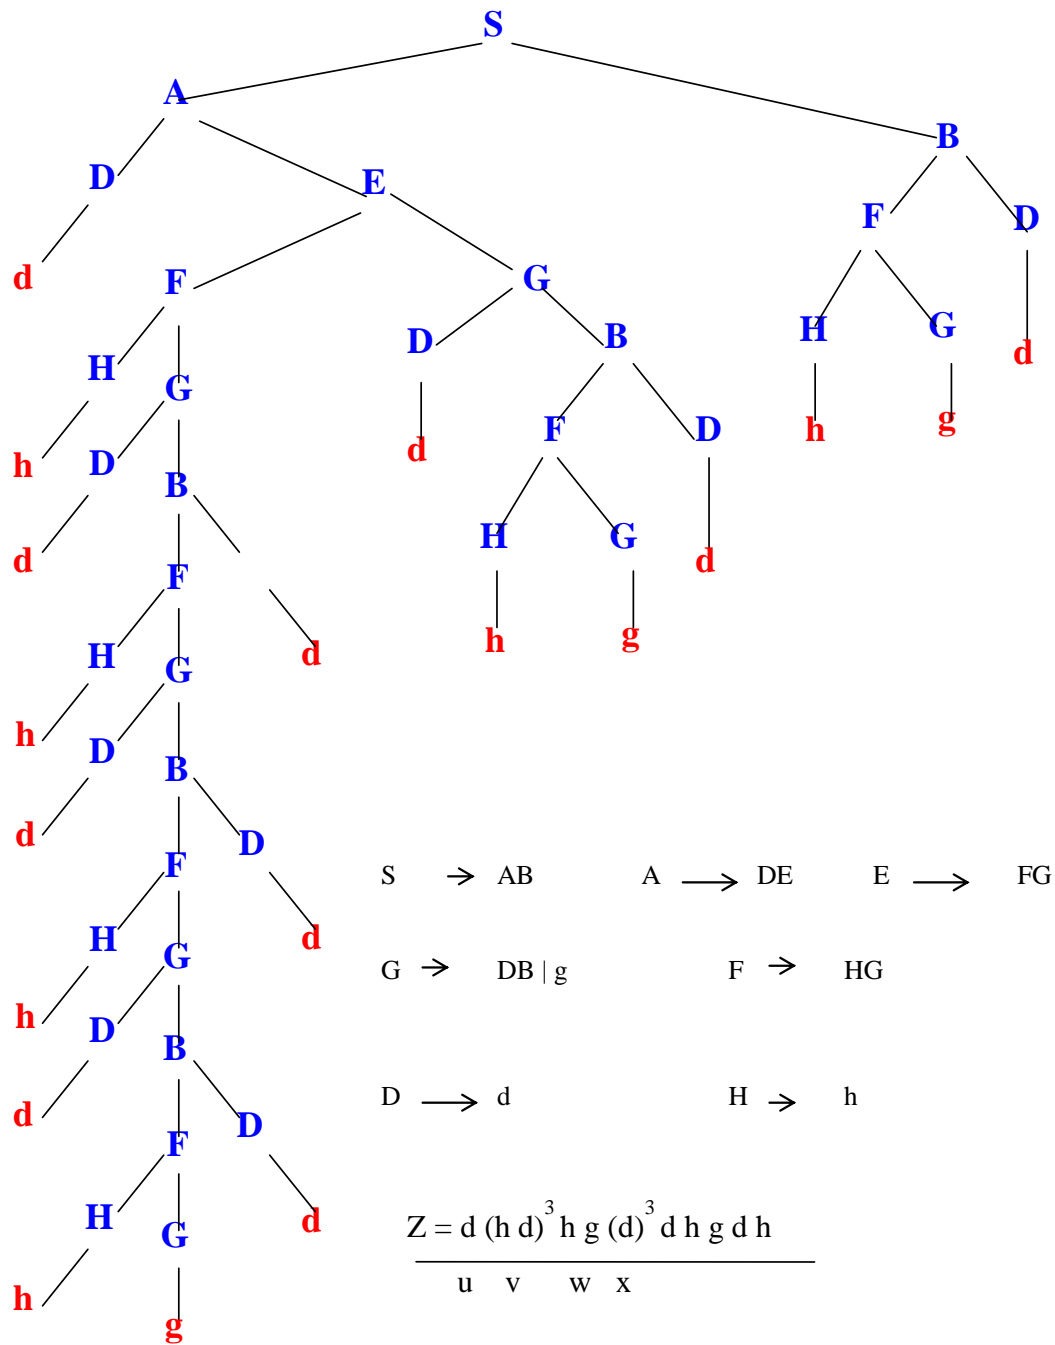 S
A
B
D
E
F
D
d
F
G
H
G
d
D
B
H
G
h
g
F
D
h
D
d
B
H
G
d
d
F
h
g
H
G
d
h
D
B
d
F
D
S → AB A → DE E → FG
H
G
d
G → DB | g F → HG
h
D
B
D → d H → h
d
F
D
H
G
d
Z = d (h d)³ h g (d)³ d h g d h
u v w x
h
g